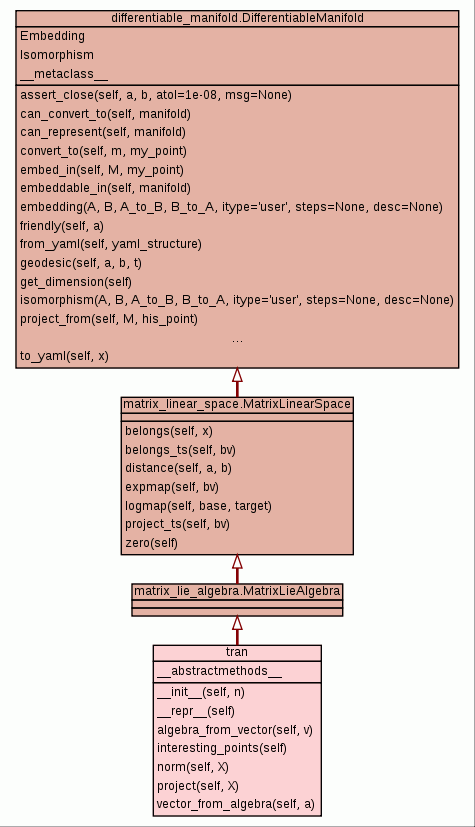 differentiable_manifold.DifferentiableManifold
Embedding
Isomorphism
__metaclass__
assert_close(self, a, b, atol=1e-08, msg=None)
can_convert_to(self, manifold)
can_represent(self, manifold)
convert_to(self, m, my_point)
embed_in(self, M, my_point)
embeddable_in(self, manifold)
embedding(A, B, A_to_B, B_to_A, itype='user', steps=None, desc=None)
friendly(self, a)
from_yaml(self, yaml_structure)
geodesic(self, a, b, t)
get_dimension(self)
isomorphism(A, B, A_to_B, B_to_A, itype='user', steps=None, desc=None)
project_from(self, M, his_point)
...
to_yaml(self, x)
matrix_linear_space.MatrixLinearSpace
belongs(self, x)
belongs_ts(self, bv)
distance(self, a, b)
expmap(self, bv)
logmap(self, base, target)
project_ts(self, bv)
zero(self)
matrix_lie_algebra.MatrixLieAlgebra
tran
__abstractmethods__
__init__(self, n)
__repr__(self)
algebra_from_vector(self, v)
interesting_points(self)
norm(self, X)
project(self, X)
vector_from_algebra(self, a)